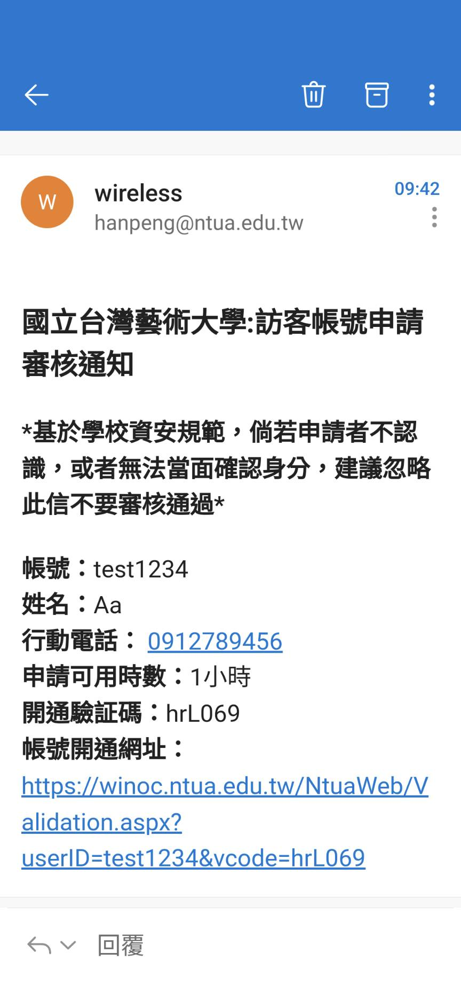 W
wireless
09:42
hanpeng@ntua.edu.tw
國立台灣藝術大學:訪客帳號申請
審核通知
*基於學校資安規範，倘若申請者不認
識，或者無法當面確認身分，建議忽略
此信不要審核通過*
帳號：test1234
姓名：Aa
行動電話： 0912789456
申請可用時數：1小時
開通驗証碼：hrL069
帳號開通網址：
https://winoc.ntua.edu.tw/NtuaWeb/V
alidation.aspx?
userID=test1234&vcode=hrL069
回覆